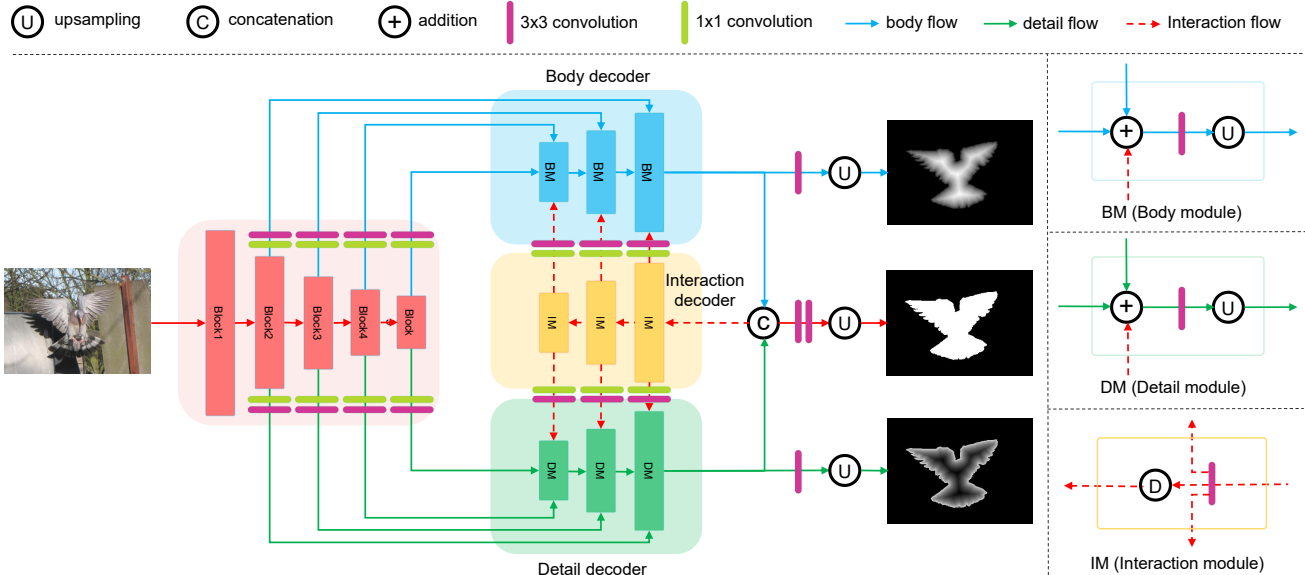 U upsampling C concatenation + addition 3x3 convolution 1x1 convolution body flow detail flow Interaction flow
Body decoder
BM BM BM
U
Block1 Block2 Block3 Block4 Block
Interaction
decoder
IM IM IM
C U
DM DM DM
U
Detail decoder
+ U
BM (Body module)
+ U
DM (Detail module)
D
IM (Interaction module)